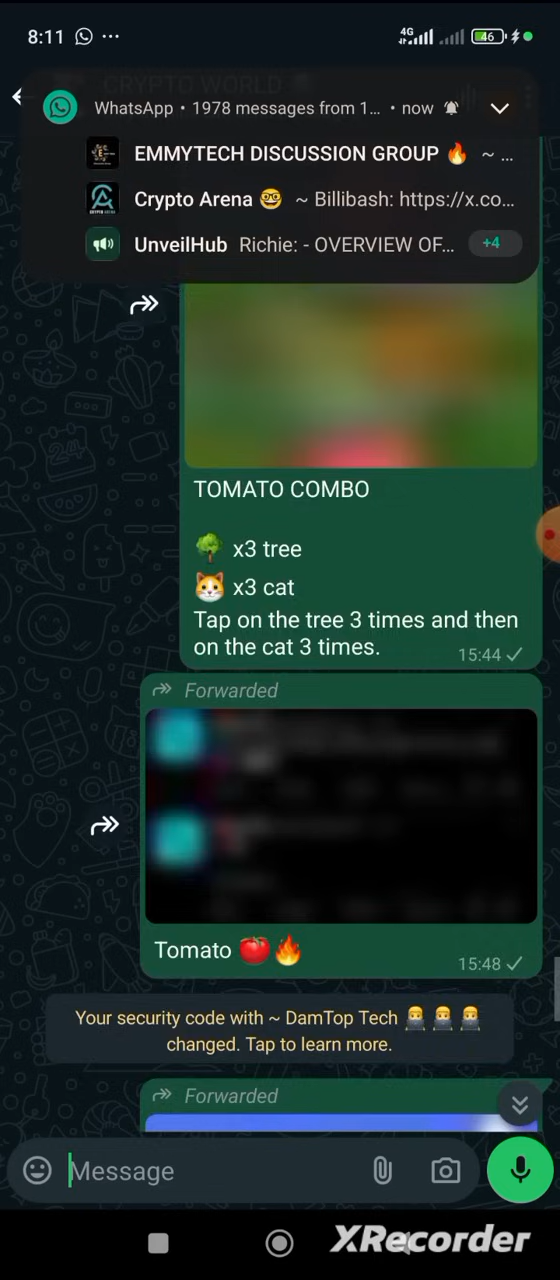 8:11
4G
46
CRYPTO WORLD
WhatsApp • 1978 messages from 1... • now
EMMYTECH DISCUSSION GROUP 🔥 ~ ...
Crypto Arena 🤓 ~ Billibash: https://x.co...
UnveilHub Richie: - OVERVIEW OF... +4
TOMATO COMBO
🌳 x3 tree
🐱 x3 cat
Tap on the tree 3 times and then
on the cat 3 times.
15:44
Forwarded
Tomato 🍅🔥
15:48
Your security code with ~ DamTop Tech 👨‍💻 👨‍💻 👨‍💻
changed. Tap to learn more.
Forwarded
Message
XRecorder